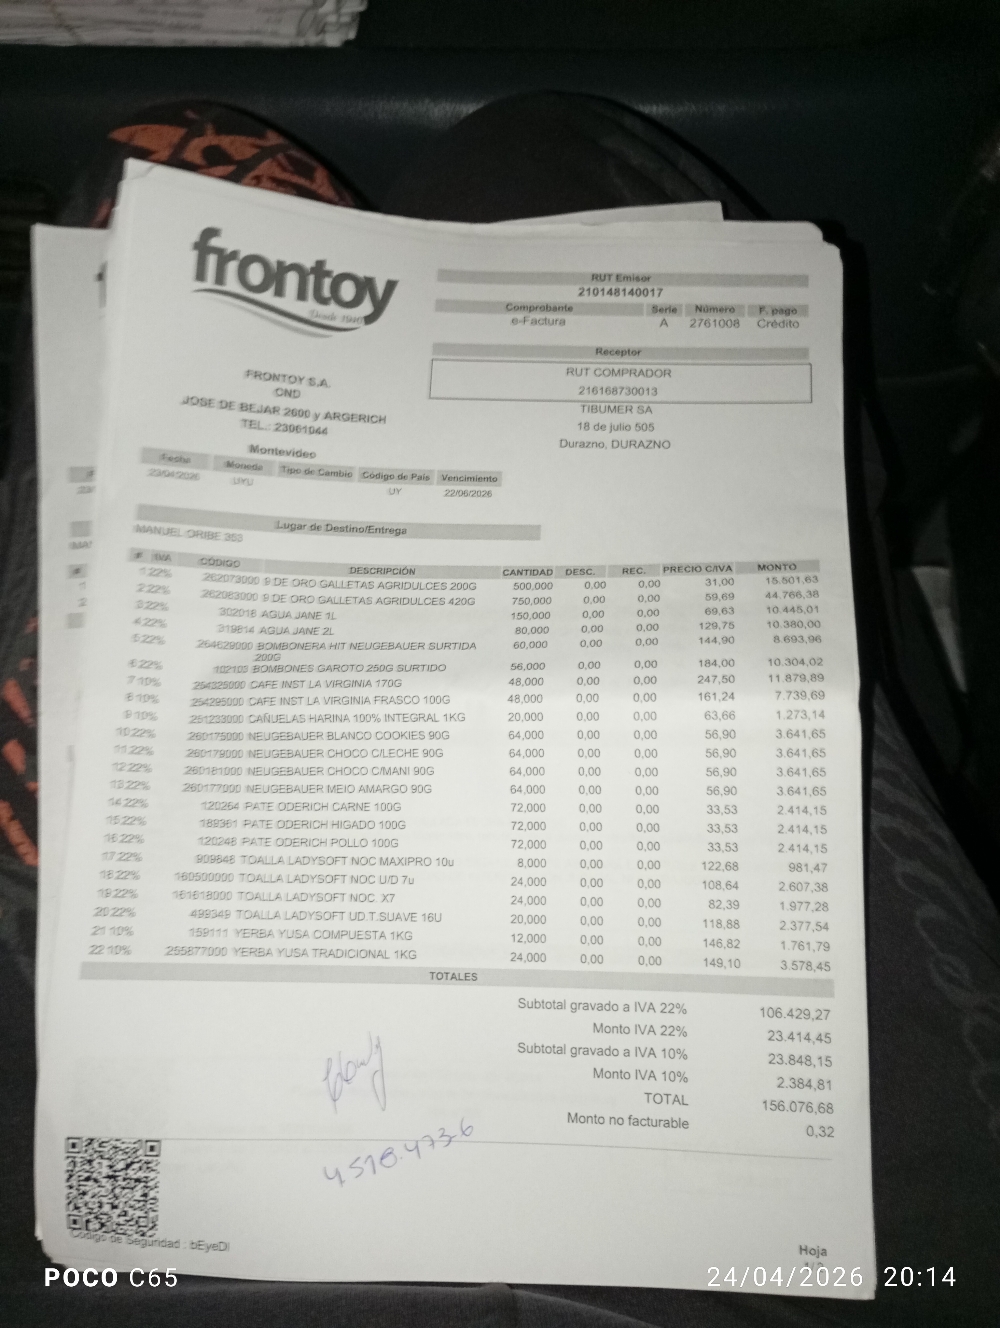 frontoy
Desde 1940
RUT Emisor
210148140017
Comprobante Serie Número F. pago
e-Factura A 2761008 Crédito
Receptor
RUT COMPRADOR
216168730013
TIBUMER SA
18 de julio 505
Durazno, DURAZNO
FRONTOY S.A.
CND
JOSE DE BEJAR 2600 y ARGERICH
TEL.: 23061044
Montevideo
Fecha Moneda Tipo de Cambio Código de País Vencimiento
23/04/2026 UYU UY 22/06/2026
Lugar de Destino/Entrega
MANUEL ORIBE 353
# IVA CÓDIGO DESCRIPCIÓN CANTIDAD DESC. REC. PRECIO C/IVA MONTO
1 22% 262073000 9 DE ORO GALLETAS AGRIDULCES 200G 500,000 0,00 0,00 31,00 15.501,63
2 22% 262083000 9 DE ORO GALLETAS AGRIDULCES 420G 750,000 0,00 0,00 59,69 44.766,38
3 22% 302018 AGUA JANE 1L 150,000 0,00 0,00 69,63 10.445,01
4 22% 319814 AGUA JANE 2L 80,000 0,00 0,00 129,75 10.380,00
5 22% 264629000 BOMBONERA HIT NEUGEBAUER SURTIDA 60,000 0,00 0,00 144,90 8.693,96
200G
6 22% 102103 BOMBONES GAROTO 250G SURTIDO 56,000 0,00 0,00 184,00 10.304,02
7 10% 254325000 CAFE INST LA VIRGINIA 170G 48,000 0,00 0,00 247,50 11.879,89
8 10% 254295000 CAFE INST LA VIRGINIA FRASCO 100G 48,000 0,00 0,00 161,24 7.739,69
9 10% 251233000 CAÑUELAS HARINA 100% INTEGRAL 1KG 20,000 0,00 0,00 63,66 1.273,14
10 22% 260175000 NEUGEBAUER BLANCO COOKIES 90G 64,000 0,00 0,00 56,90 3.641,65
11 22% 260179000 NEUGEBAUER CHOCO C/LECHE 90G 64,000 0,00 0,00 56,90 3.641,65
12 22% 260181000 NEUGEBAUER CHOCO C/MANI 90G 64,000 0,00 0,00 56,90 3.641,65
13 22% 260177000 NEUGEBAUER MEIO AMARGO 90G 64,000 0,00 0,00 56,90 3.641,65
14 22% 120264 PATE ODERICH CARNE 100G 72,000 0,00 0,00 33,53 2.414,15
15 22% 189361 PATE ODERICH HIGADO 100G 72,000 0,00 0,00 33,53 2.414,15
16 22% 120248 PATE ODERICH POLLO 100G 72,000 0,00 0,00 33,53 2.414,15
17 22% 909848 TOALLA LADYSOFT NOC MAXIPRO 10u 8,000 0,00 0,00 122,68 981,47
18 22% 160500000 TOALLA LADYSOFT NOC U/D 7u 24,000 0,00 0,00 108,64 2.607,38
19 22% 161618000 TOALLA LADYSOFT NOC. X7 24,000 0,00 0,00 82,39 1.977,28
20 22% 499349 TOALLA LADYSOFT UD.T.SUAVE 16U 20,000 0,00 0,00 118,88 2.377,54
21 10% 159111 YERBA YUSA COMPUESTA 1KG 12,000 0,00 0,00 146,82 1.761,79
22 10% 255877000 YERBA YUSA TRADICIONAL 1KG 24,000 0,00 0,00 149,10 3.578,45
TOTALES
Subtotal gravado a IVA 22% 106.429,27
Monto IVA 22% 23.414,45
Subtotal gravado a IVA 10% 23.848,15
Monto IVA 10% 2.384,81
TOTAL 156.076,68
Monto no facturable 0,32
4.518.473-6
Código de Seguridad : bEyeDI
Hoja
POCO C65
24/04/2026 20:14